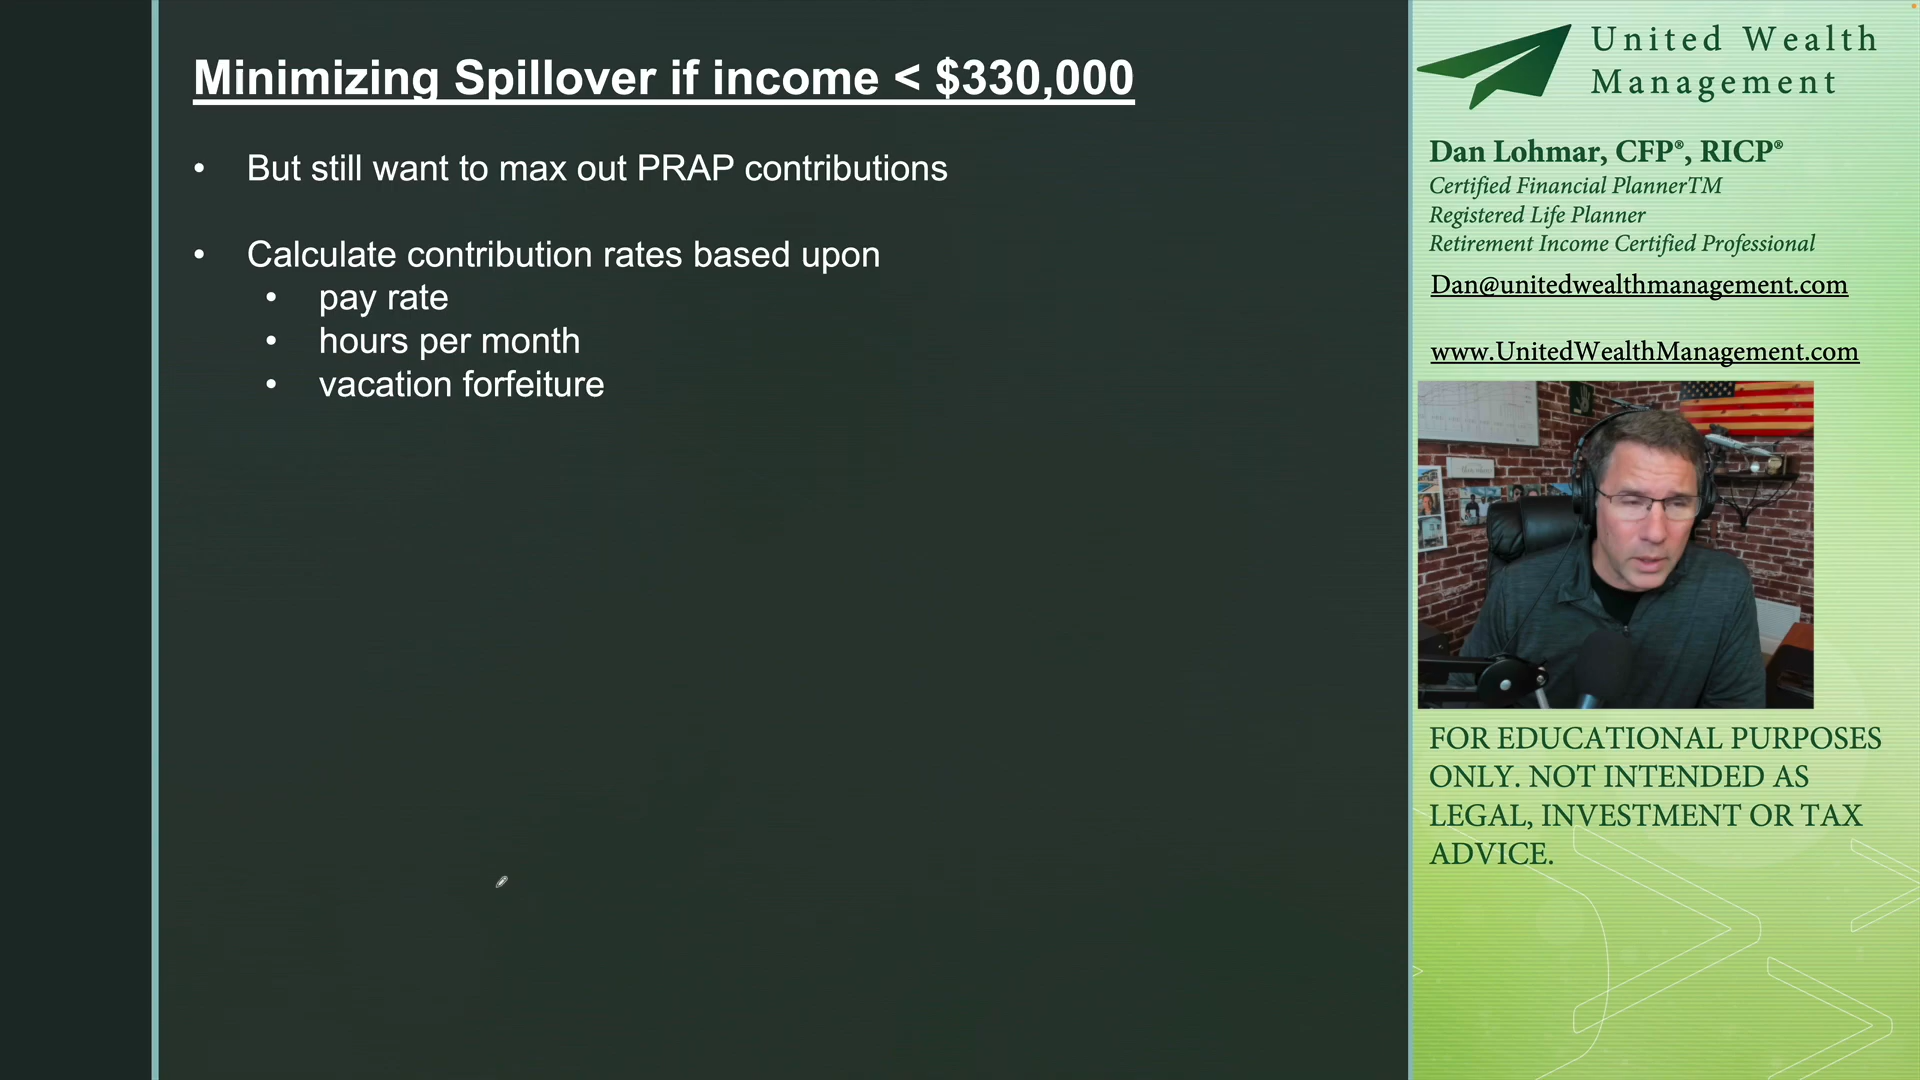 Minimizing Spillover if income < $330,000
• But still want to max out PRAP contributions
• Calculate contribution rates based upon
• pay rate
• hours per month
• vacation forfeiture
United Wealth
Management
Dan Lohmar, CFP®, RICP®
Certified Financial PlannerTM
Registered Life Planner
Retirement Income Certified Professional
Dan@unitedwealthmanagement.com
www.UnitedWealthManagement.com
FOR EDUCATIONAL PURPOSES
ONLY. NOT INTENDED AS
LEGAL, INVESTMENT OR TAX
ADVICE.